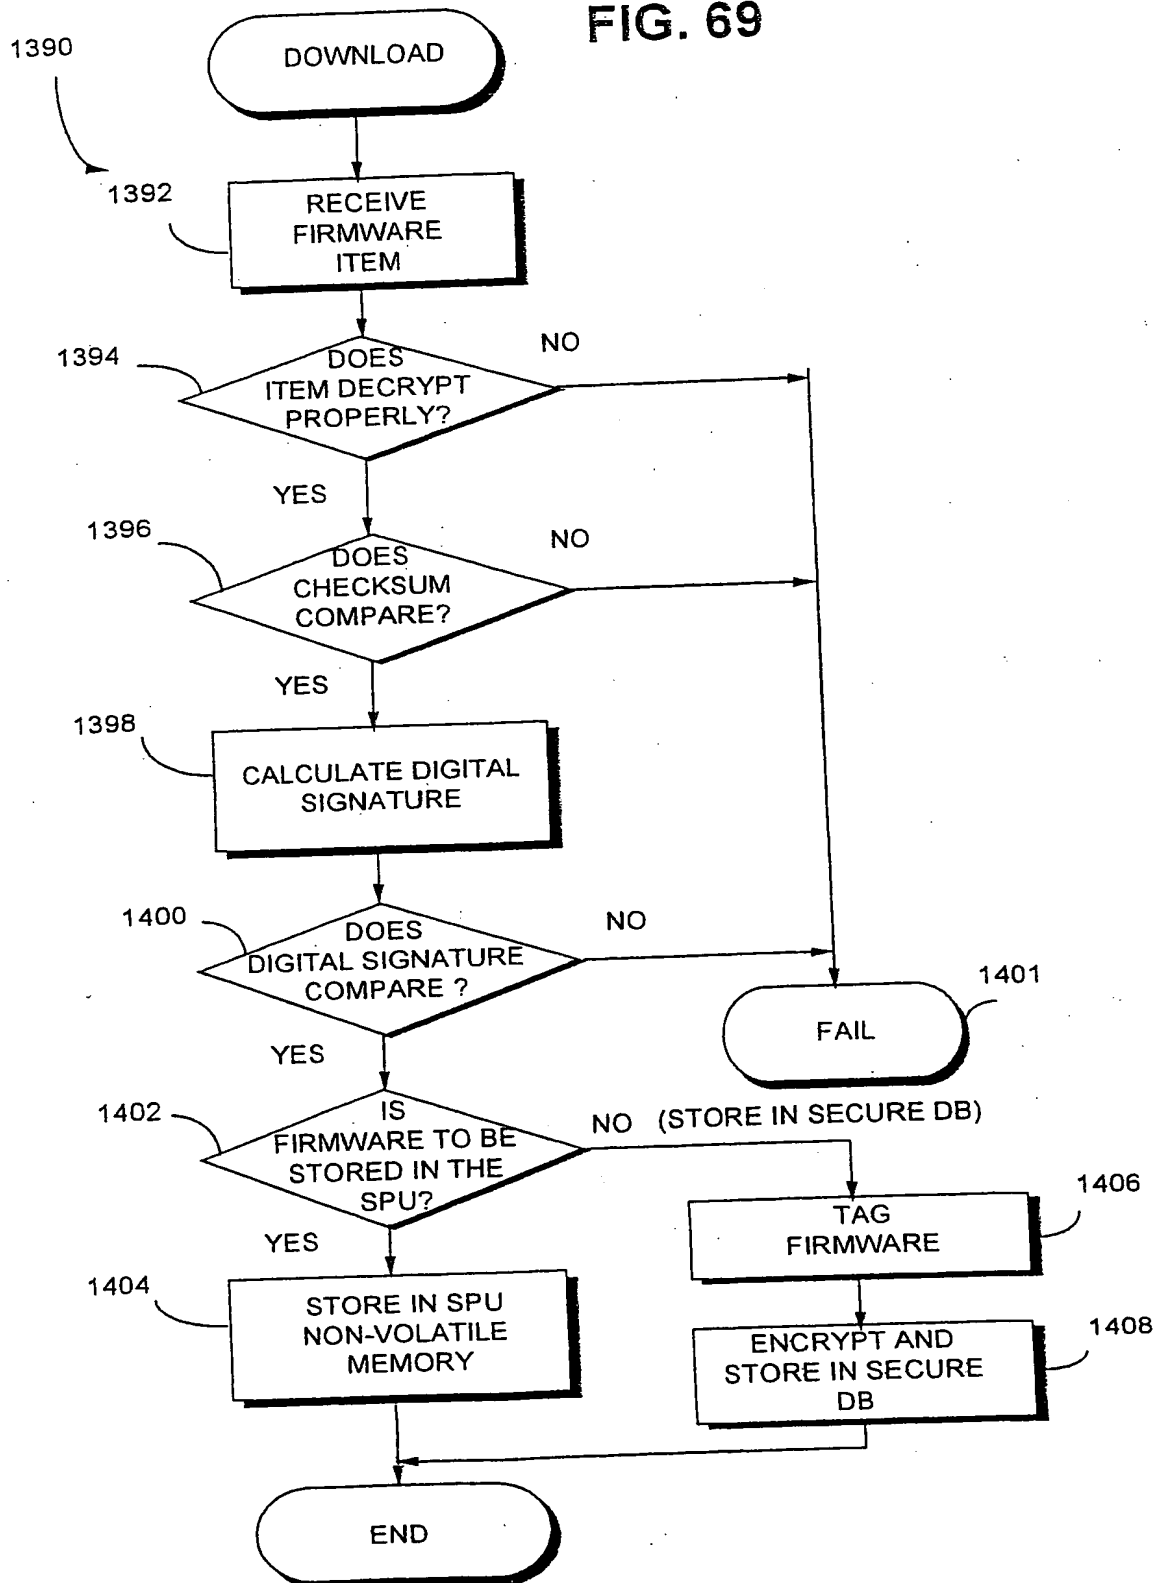 FIG. 69
1390
DOWNLOAD
1392
RECEIVE
FIRMWARE
ITEM
1394
DOES
ITEM DECRYPT
PROPERLY?
NO
YES
1396
DOES
CHECKSUM
COMPARE?
NO
YES
1398
CALCULATE DIGITAL
SIGNATURE
1400
DOES
DIGITAL SIGNATURE
COMPARE ?
NO
1401
FAIL
YES
1402
IS
FIRMWARE TO BE
STORED IN THE
SPU?
NO (STORE IN SECURE DB)
YES
1406
TAG
FIRMWARE
1404
STORE IN SPU
NON-VOLATILE
MEMORY
1408
ENCRYPT AND
STORE IN SECURE
DB
END